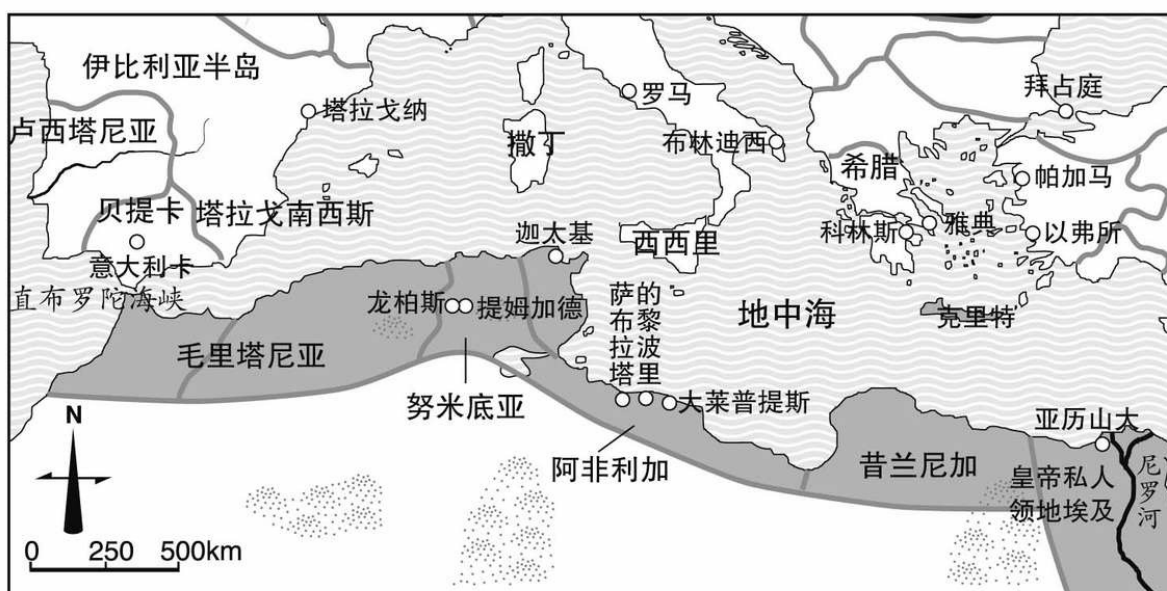 伊比利亚半岛
塔拉戈纳
罗马
拜占庭
卢西塔尼亚
撒丁
布林迪西
希腊
帕加马
贝提卡
塔拉戈南西斯
迦太基
西西里
科林斯
雅典
以弗所
意大利卡
直布罗陀海峡
龙柏斯
提姆加德
萨布拉塔
的黎波里
地中海
克里特
毛里塔尼亚
努米底亚
大莱普提斯
亚历山大
阿非利加
昔兰尼加
皇帝私人
领地埃及
尼罗河
N
0 250 500km